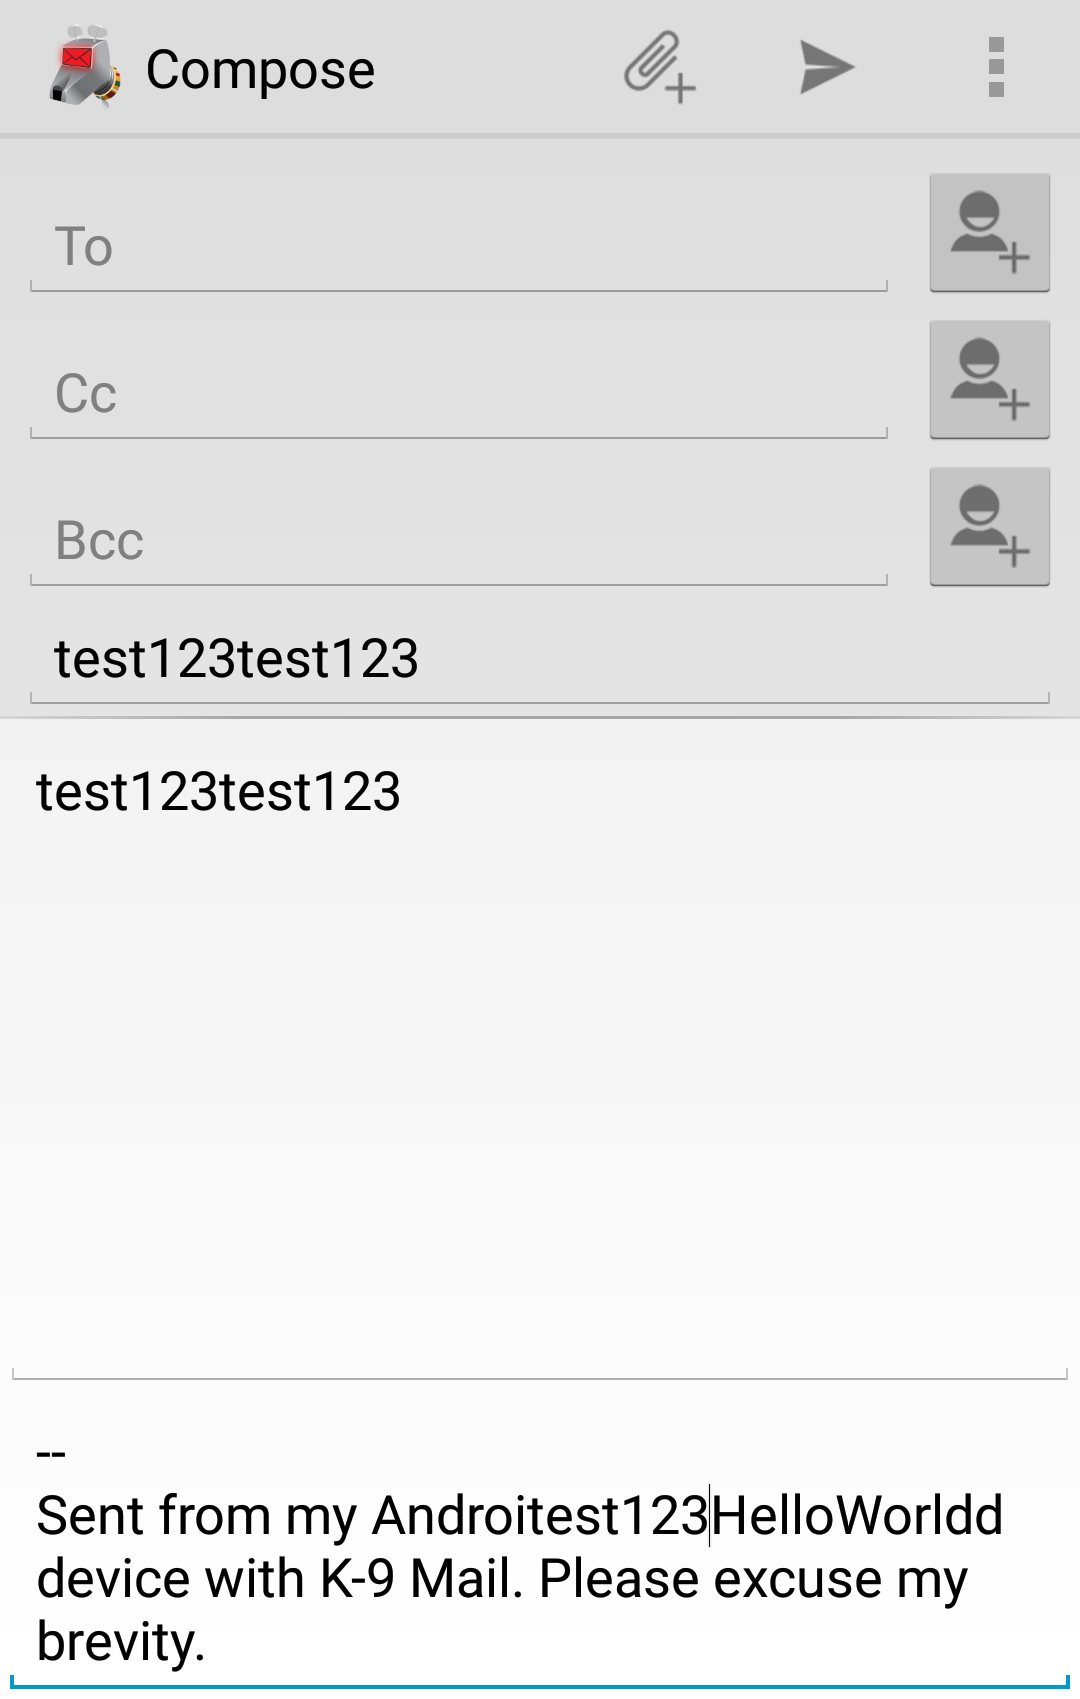 Compose
To
Cc
Bcc
test123test123
test123test123
--
Sent from my Androitest123HelloWorldd
device with K-9 Mail. Please excuse my
brevity.